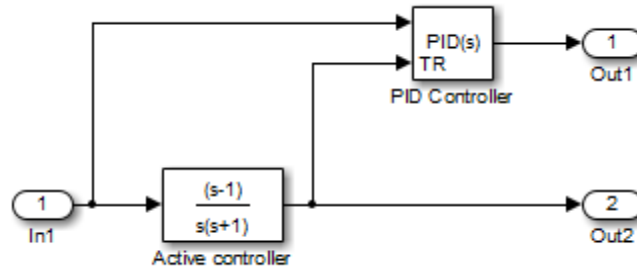 PID(s)
TR
PID Controller
1
Out1
1
In1
(s-1)
s(s+1)
Active controller
2
Out2